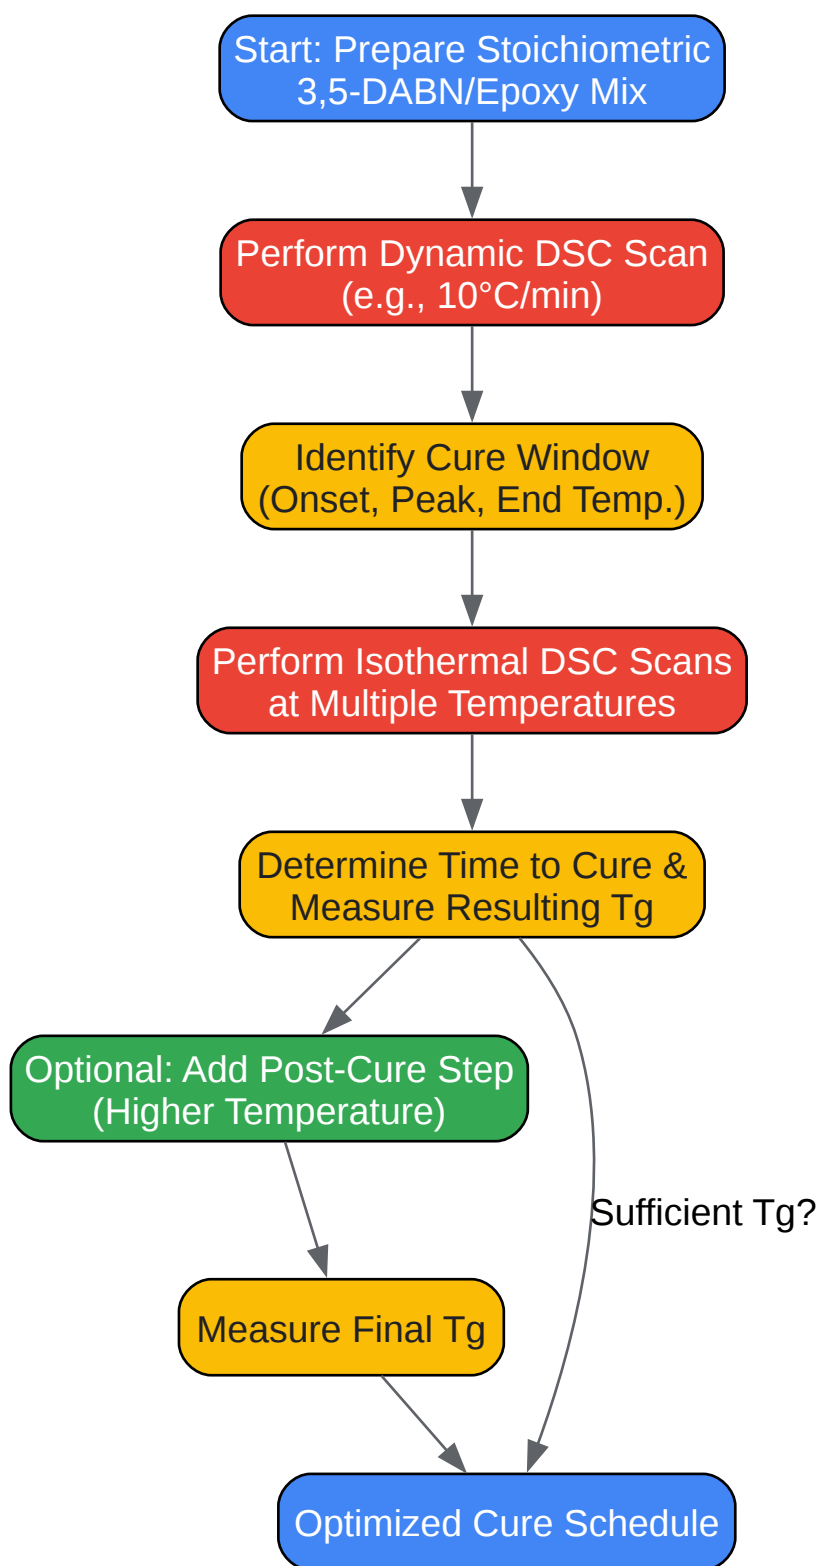 Start: Prepare Stoichiometric
3,5-DABN/Epoxy Mix
Perform Dynamic DSC Scan
(e.g., 10°C/min)
Identify Cure Window
(Onset, Peak, End Temp.)
Perform Isothermal DSC Scans
at Multiple Temperatures
Determine Time to Cure &
Measure Resulting Tg
Optional: Add Post-Cure Step
(Higher Temperature)
Sufficient Tg?
Measure Final Tg
Optimized Cure Schedule